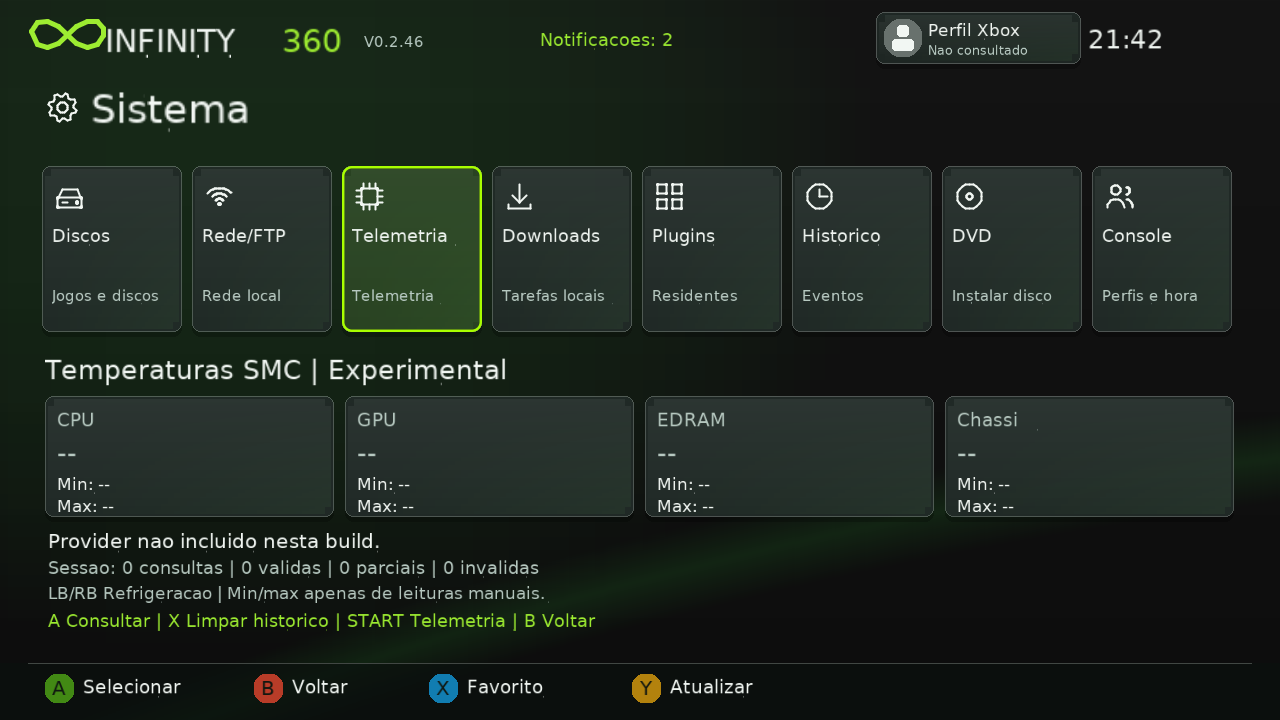 INFINITY 360 V0.2.46 Notificacoes: 2 Perfil Xbox 21:42
Nao consultado
Sistema
Discos Rede/FTP Telemetria Downloads Plugins Historico DVD Console
Jogos e discos Rede local Telemetria Tarefas locais Residentes Eventos Instalar disco Perfis e hora
Temperaturas SMC | Experimental
CPU GPU EDRAM Chassi
-- -- -- --
Min: -- Min: -- Min: -- Min: --
Max: -- Max: -- Max: -- Max: --
Provider nao incluido nesta build.
Sessao: 0 consultas | 0 validas | 0 parciais | 0 invalidas
LB/RB Refrigeracao | Min/max apenas de leituras manuais.
A Consultar | X Limpar historico | START Telemetria | B Voltar
A Selecionar B Voltar X Favorito Y Atualizar